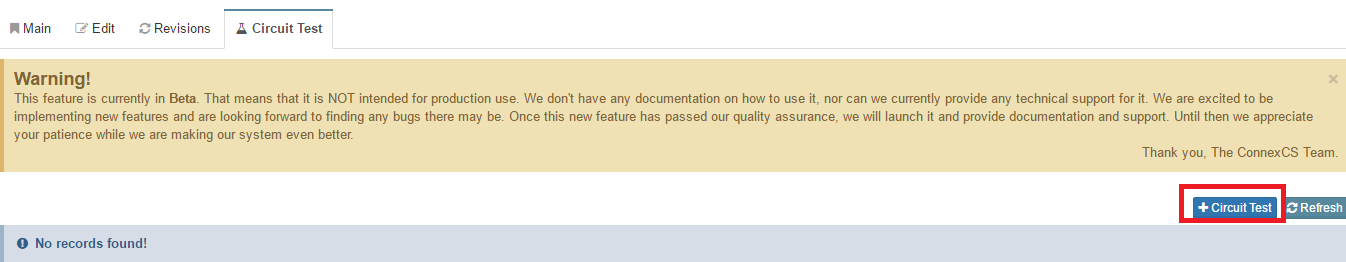 Main Edit Revisions Circuit Test
Warning! ×
This feature is currently in Beta. That means that it is NOT intended for production use. We don't have any documentation on how to use it, nor can we currently provide any technical support for it. We are excited to be
implementing new features and are looking forward to finding any bugs there may be. Once this new feature has passed our quality assurance, we will launch it and provide documentation and support. Until then we appreciate
your patience while we are making our system even better.
Thank you, The ConnexCS Team.
Circuit Test Refresh
No records found!